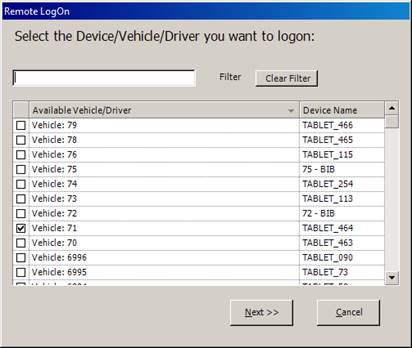 Remote LogOn
Select the Device/Vehicle/Driver you want to logon:
Filter Clear Filter
Available Vehicle/Driver Device Name
Vehicle: 79 TABLET_466
Vehicle: 78 TABLET_465
Vehicle: 76 TABLET_115
Vehicle: 75 75 - BIB
Vehicle: 74 TABLET_254
Vehicle: 73 TABLET_113
Vehicle: 72 72 - BIB
Vehicle: 71 TABLET_464
Vehicle: 70 TABLET_463
Vehicle: 6996 TABLET_090
Vehicle: 6995 TABLET_73
Next >> Cancel